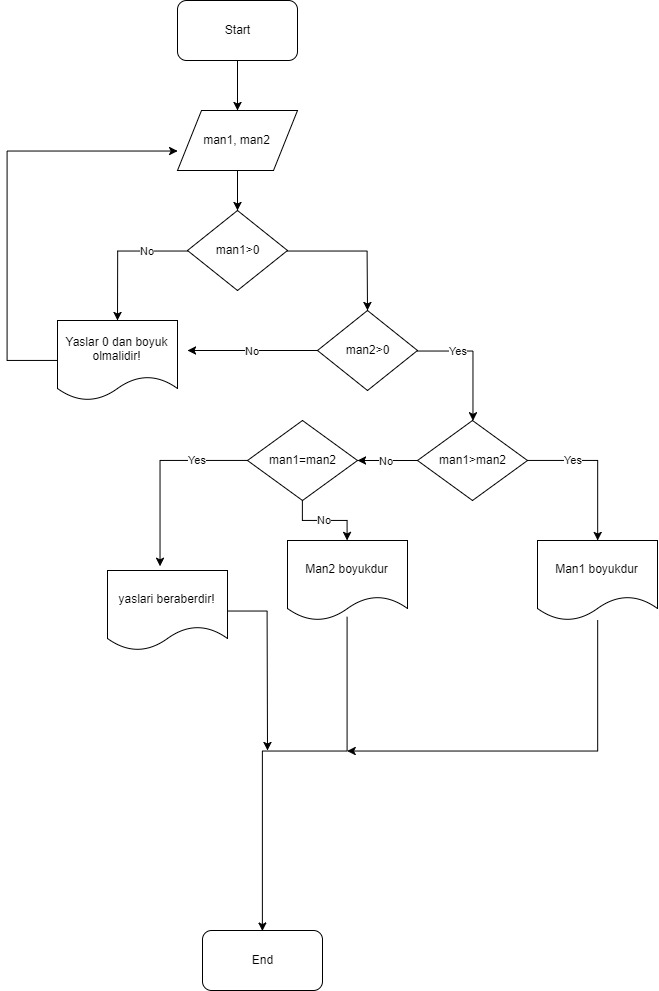 Start
man1, man2
man1>0
No
Yaslar 0 dan boyuk
olmalidir!
man2>0
No
Yes
man1>man2
No
Yes
man1=man2
Yes
No
Man2 boyukdur
Man1 boyukdur
yaslari beraberdir!
End